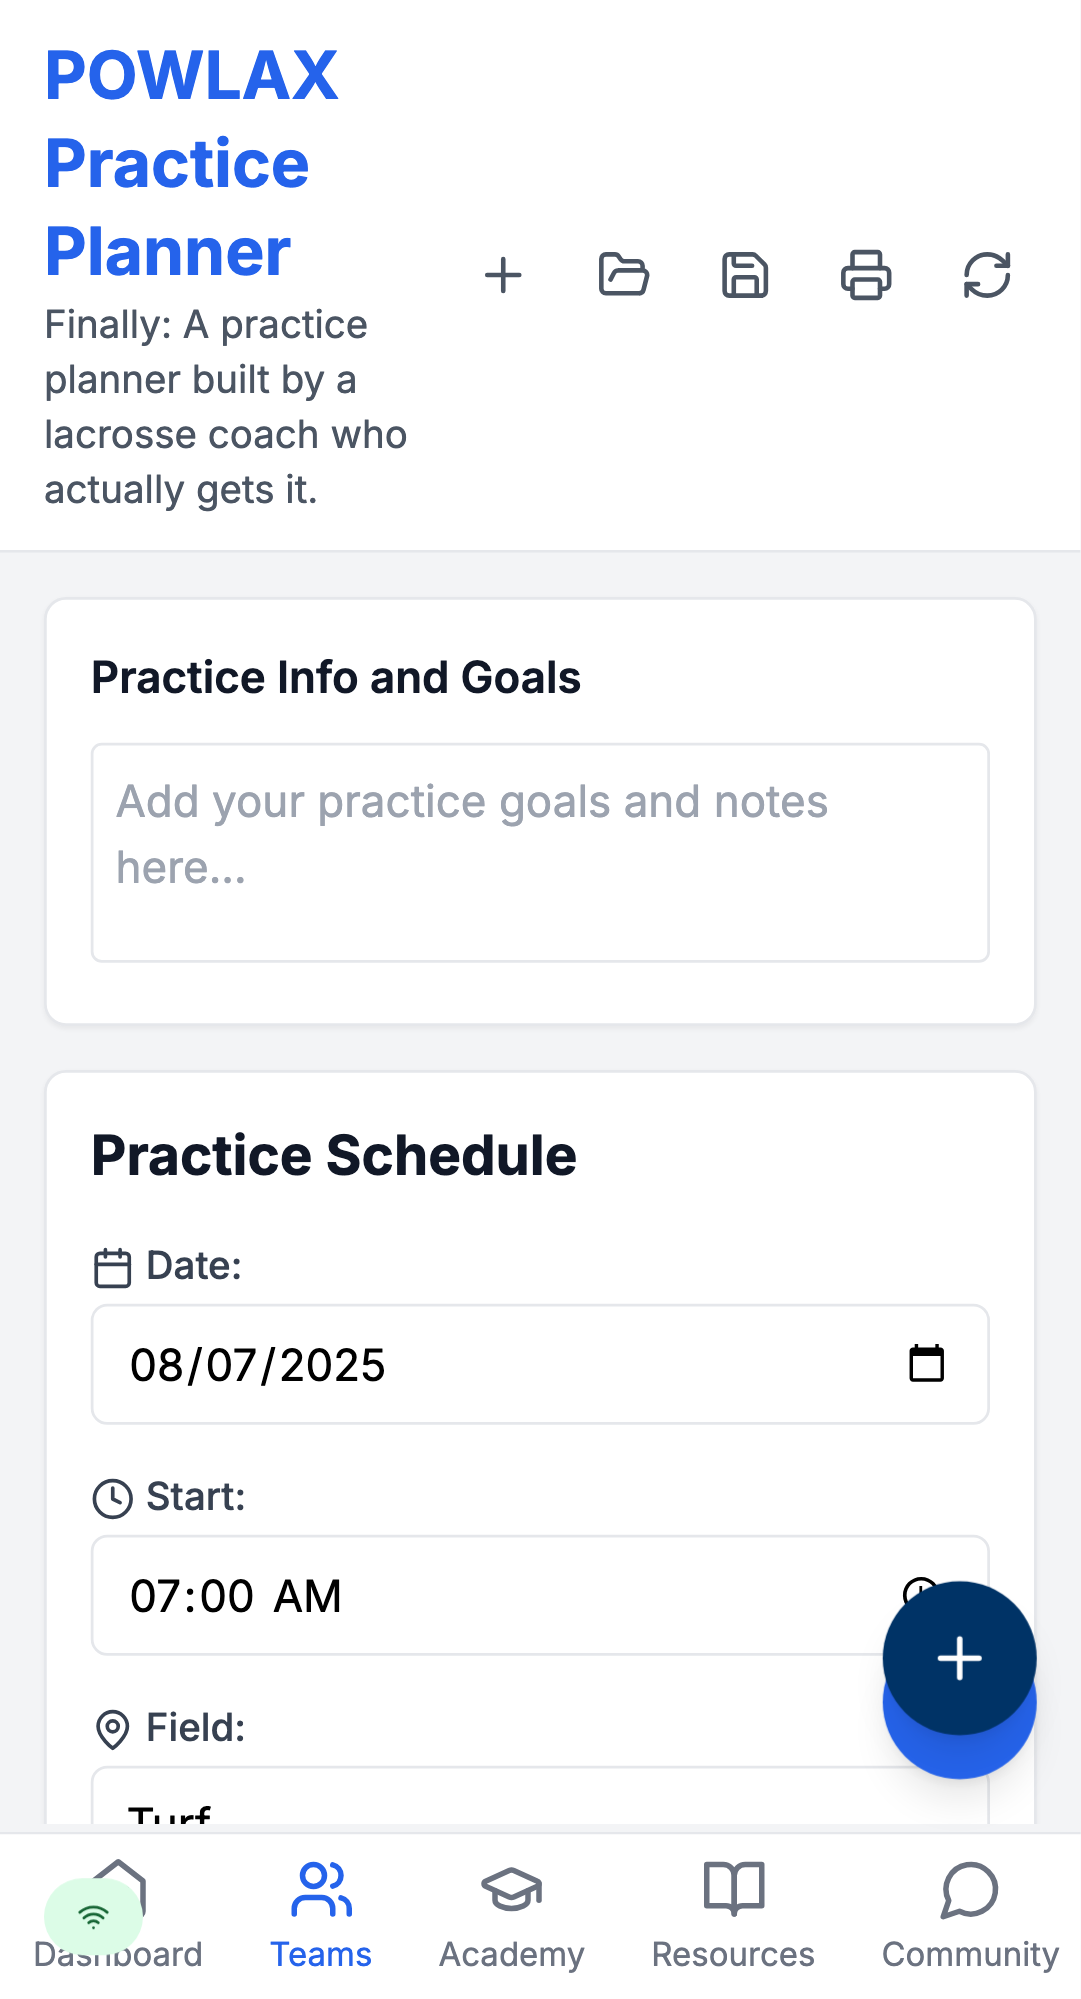 POWLAX
Practice
Planner
Finally: A practice
planner built by a
lacrosse coach who
actually gets it.
Practice Info and Goals
Add your practice goals and notes
here...
Practice Schedule
Date:
08/07/2025
Start:
07:00 AM
Field:
Turf
Dashboard
Teams
Academy
Resources
Community